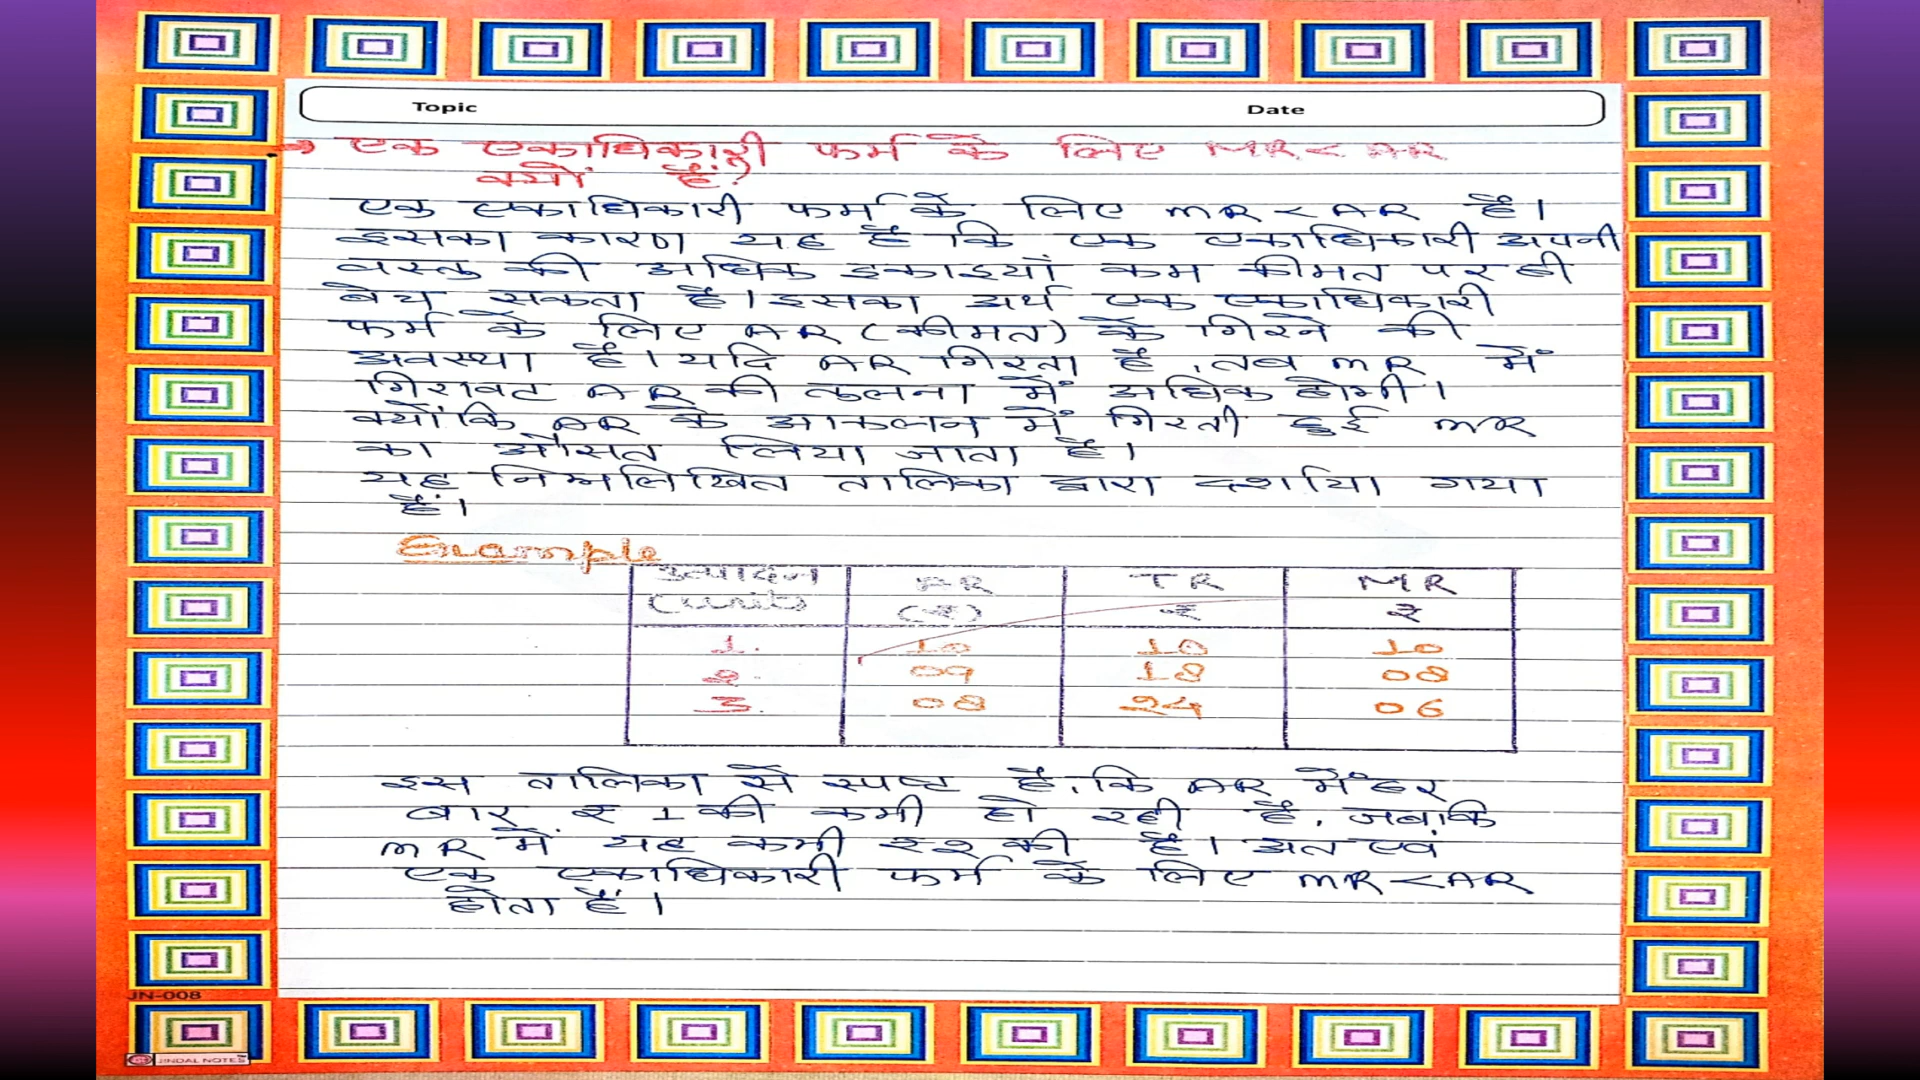 Topic Date
→ एक एकाधिकारी फर्म के लिए MR < AR
क्यों है?
एक एकाधिकारी फर्म के लिए MR < AR है।
इसका कारण यह है कि एक एकाधिकारी अपनी
वस्तु की अधिक इकाइयाँ कम कीमत पर ही
बेच सकता है। इसका अर्थ एक एकाधिकारी
फर्म के लिए AR (कीमत) के गिरने की
अवस्था है। यदि AR गिरता है, तब MR में
गिरावट AR की तुलना में अधिक होगी।
क्योंकि AR के आकलन में गिरती हुई MR
का औसत लिया जाता है।
यह निम्नलिखित तालिका द्वारा दर्शाया गया
हैं।
Example
उत्पादन AR TR MR
(units (₹) ₹ ₹
1. 10 10 10
2. 09 18 08
3. 08 24 06
इस तालिका से स्पष्ट है, कि AR में हर
बार ₹ 1 की कमी हो रही है, जबकि
MR में यह कमी ₹2 की है। अत एवं
एक एकाधिकारी फर्म के लिए MR < AR
होता हैं।
JN-008
JINDAL NOTES